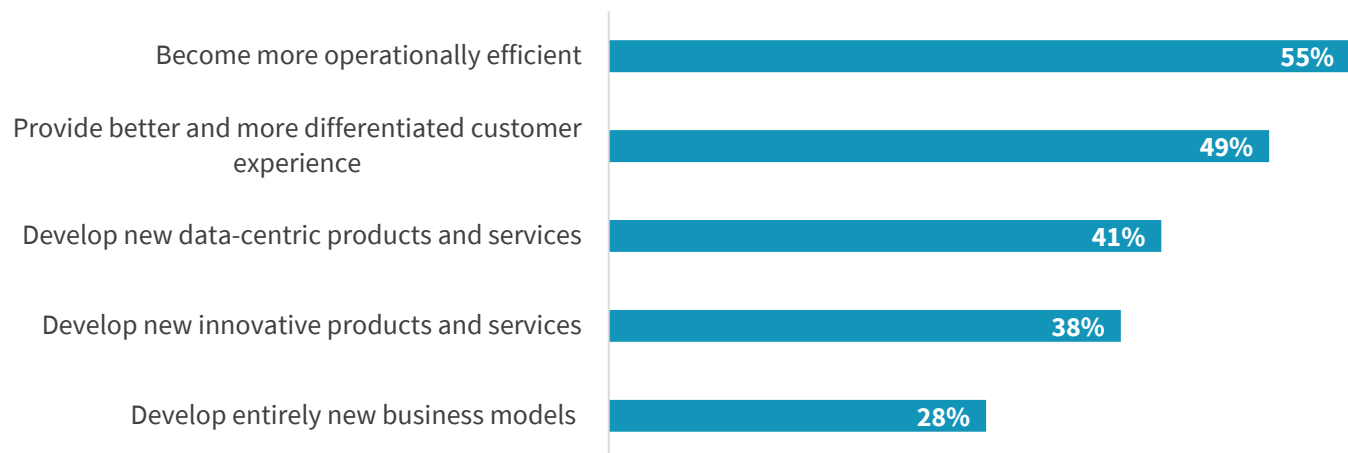 Become more operationally efficient
55%
Provide better and more differentiated customer
experience
49%
Develop new data-centric products and services
41%
Develop new innovative products and services
38%
Develop entirely new business models
28%